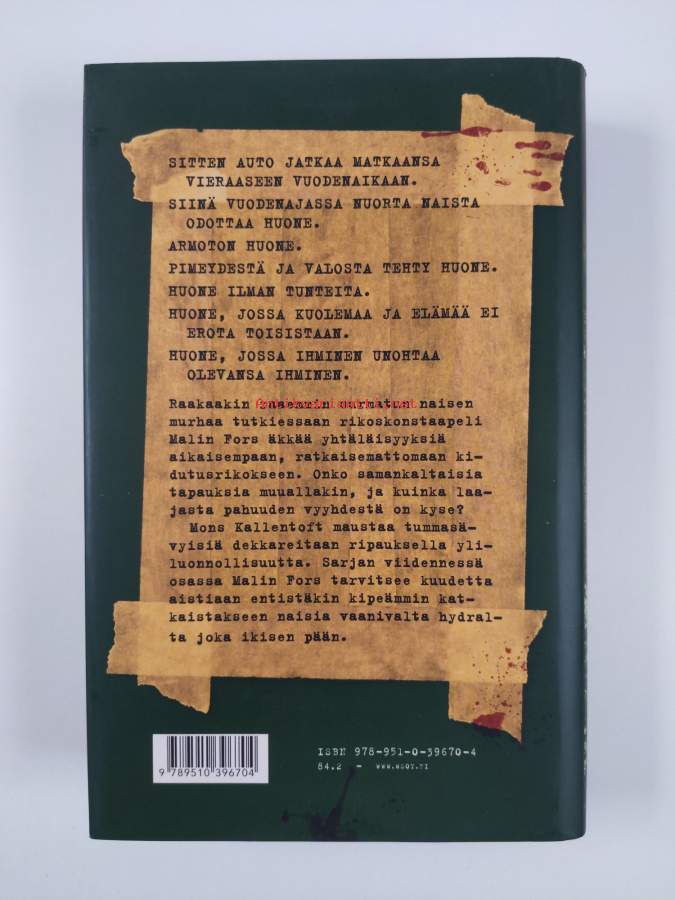 SITTEN AUTO JATKAA MATKAANSA
VIERAASEEN VUODENAIKAAN.
SIINÄ VUODENAJASSA NUORTA NAISTA
ODOTTAA HUONE.
ARMOTON HUONE.
PIMEYDESTÄ JA VALOSTA TEHTY HUONE.
HUONE ILMAN TUNTEITA.
HUONE, JOSSA KUOLEMAA JA ELÄMÄÄ EI
EROTA TOISISTAAN.
HUONE, JOSSA IHMINEN UNOHTAA
OLEVANSA IHMINEN.
Raakaakin naisen
murhaa tutkiessaan rikoskonstaapeli
Malin Fors äkkää yhtäläisyyksiä
aikaisempaan, ratkaisemattomaan ki-
dutusrikokseen. Onko samankaltaisia
tapauksia muuallakin, ja kuinka laa-
jasta pahuuden vyyhdestä on kyse?
Mons Kallentoft maustaa tummasä-
vyisiä dekkareitaan ripauksella yli-
luonnollisuutta. Sarjan viidennessä
osassa Malin Fors tarvitsee kuudetta
aistiaan entistäkin kipeämmin kat-
kaistakseen naisia vaanivalta hydral-
ta joka ikisen pään.
ISBN 978-951-0-39670-4
84.2 - WWW.WSOY.FI
9 789510 396704